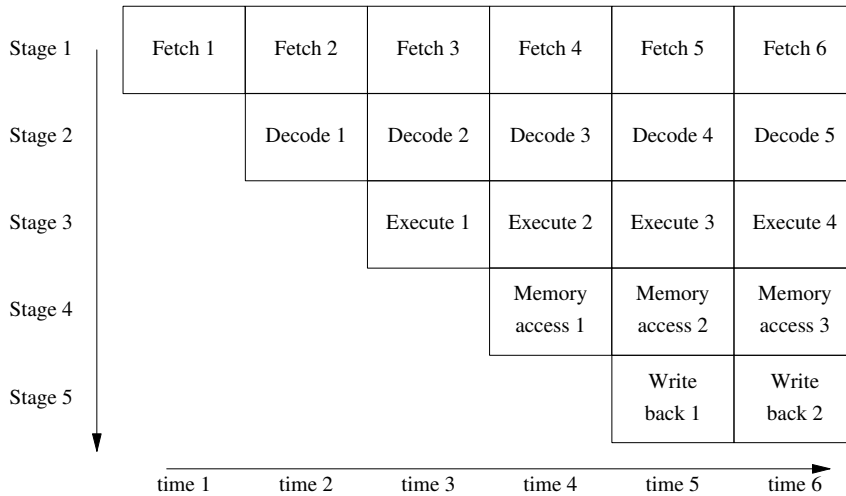 Stage 1 Fetch 1 Fetch 2 Fetch 3 Fetch 4 Fetch 5 Fetch 6
Stage 2 Decode 1 Decode 2 Decode 3 Decode 4 Decode 5
Stage 3 Execute 1 Execute 2 Execute 3 Execute 4
Stage 4 Memory access 1 Memory access 2 Memory access 3
Stage 5 Write back 1 Write back 2
time 1 time 2 time 3 time 4 time 5 time 6